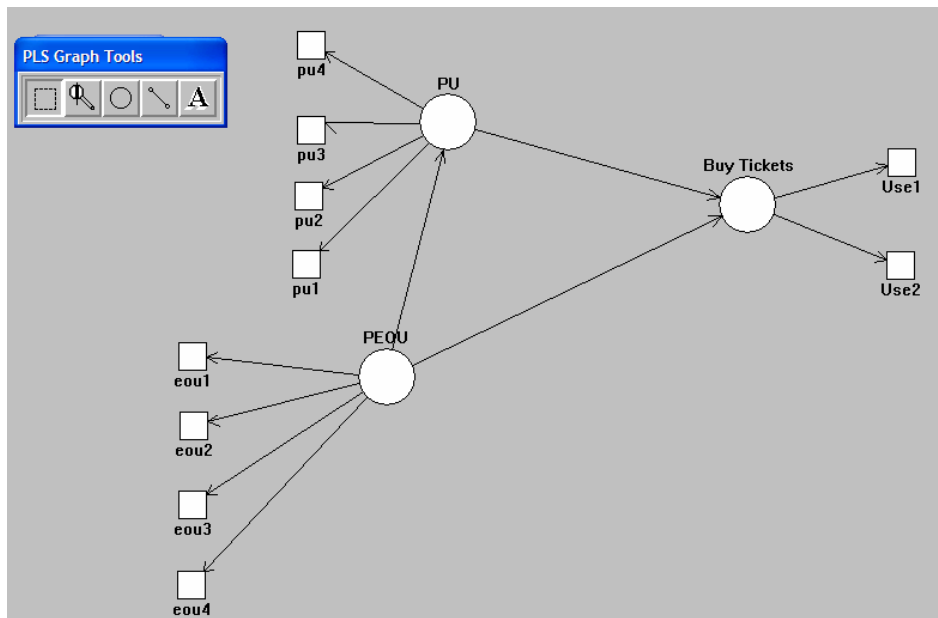 PLS Graph Tools
A
pu4
PU
pu3
Buy Tickets
Use1
pu2
pu1
Use2
PEOU
eou1
eou2
eou3
eou4